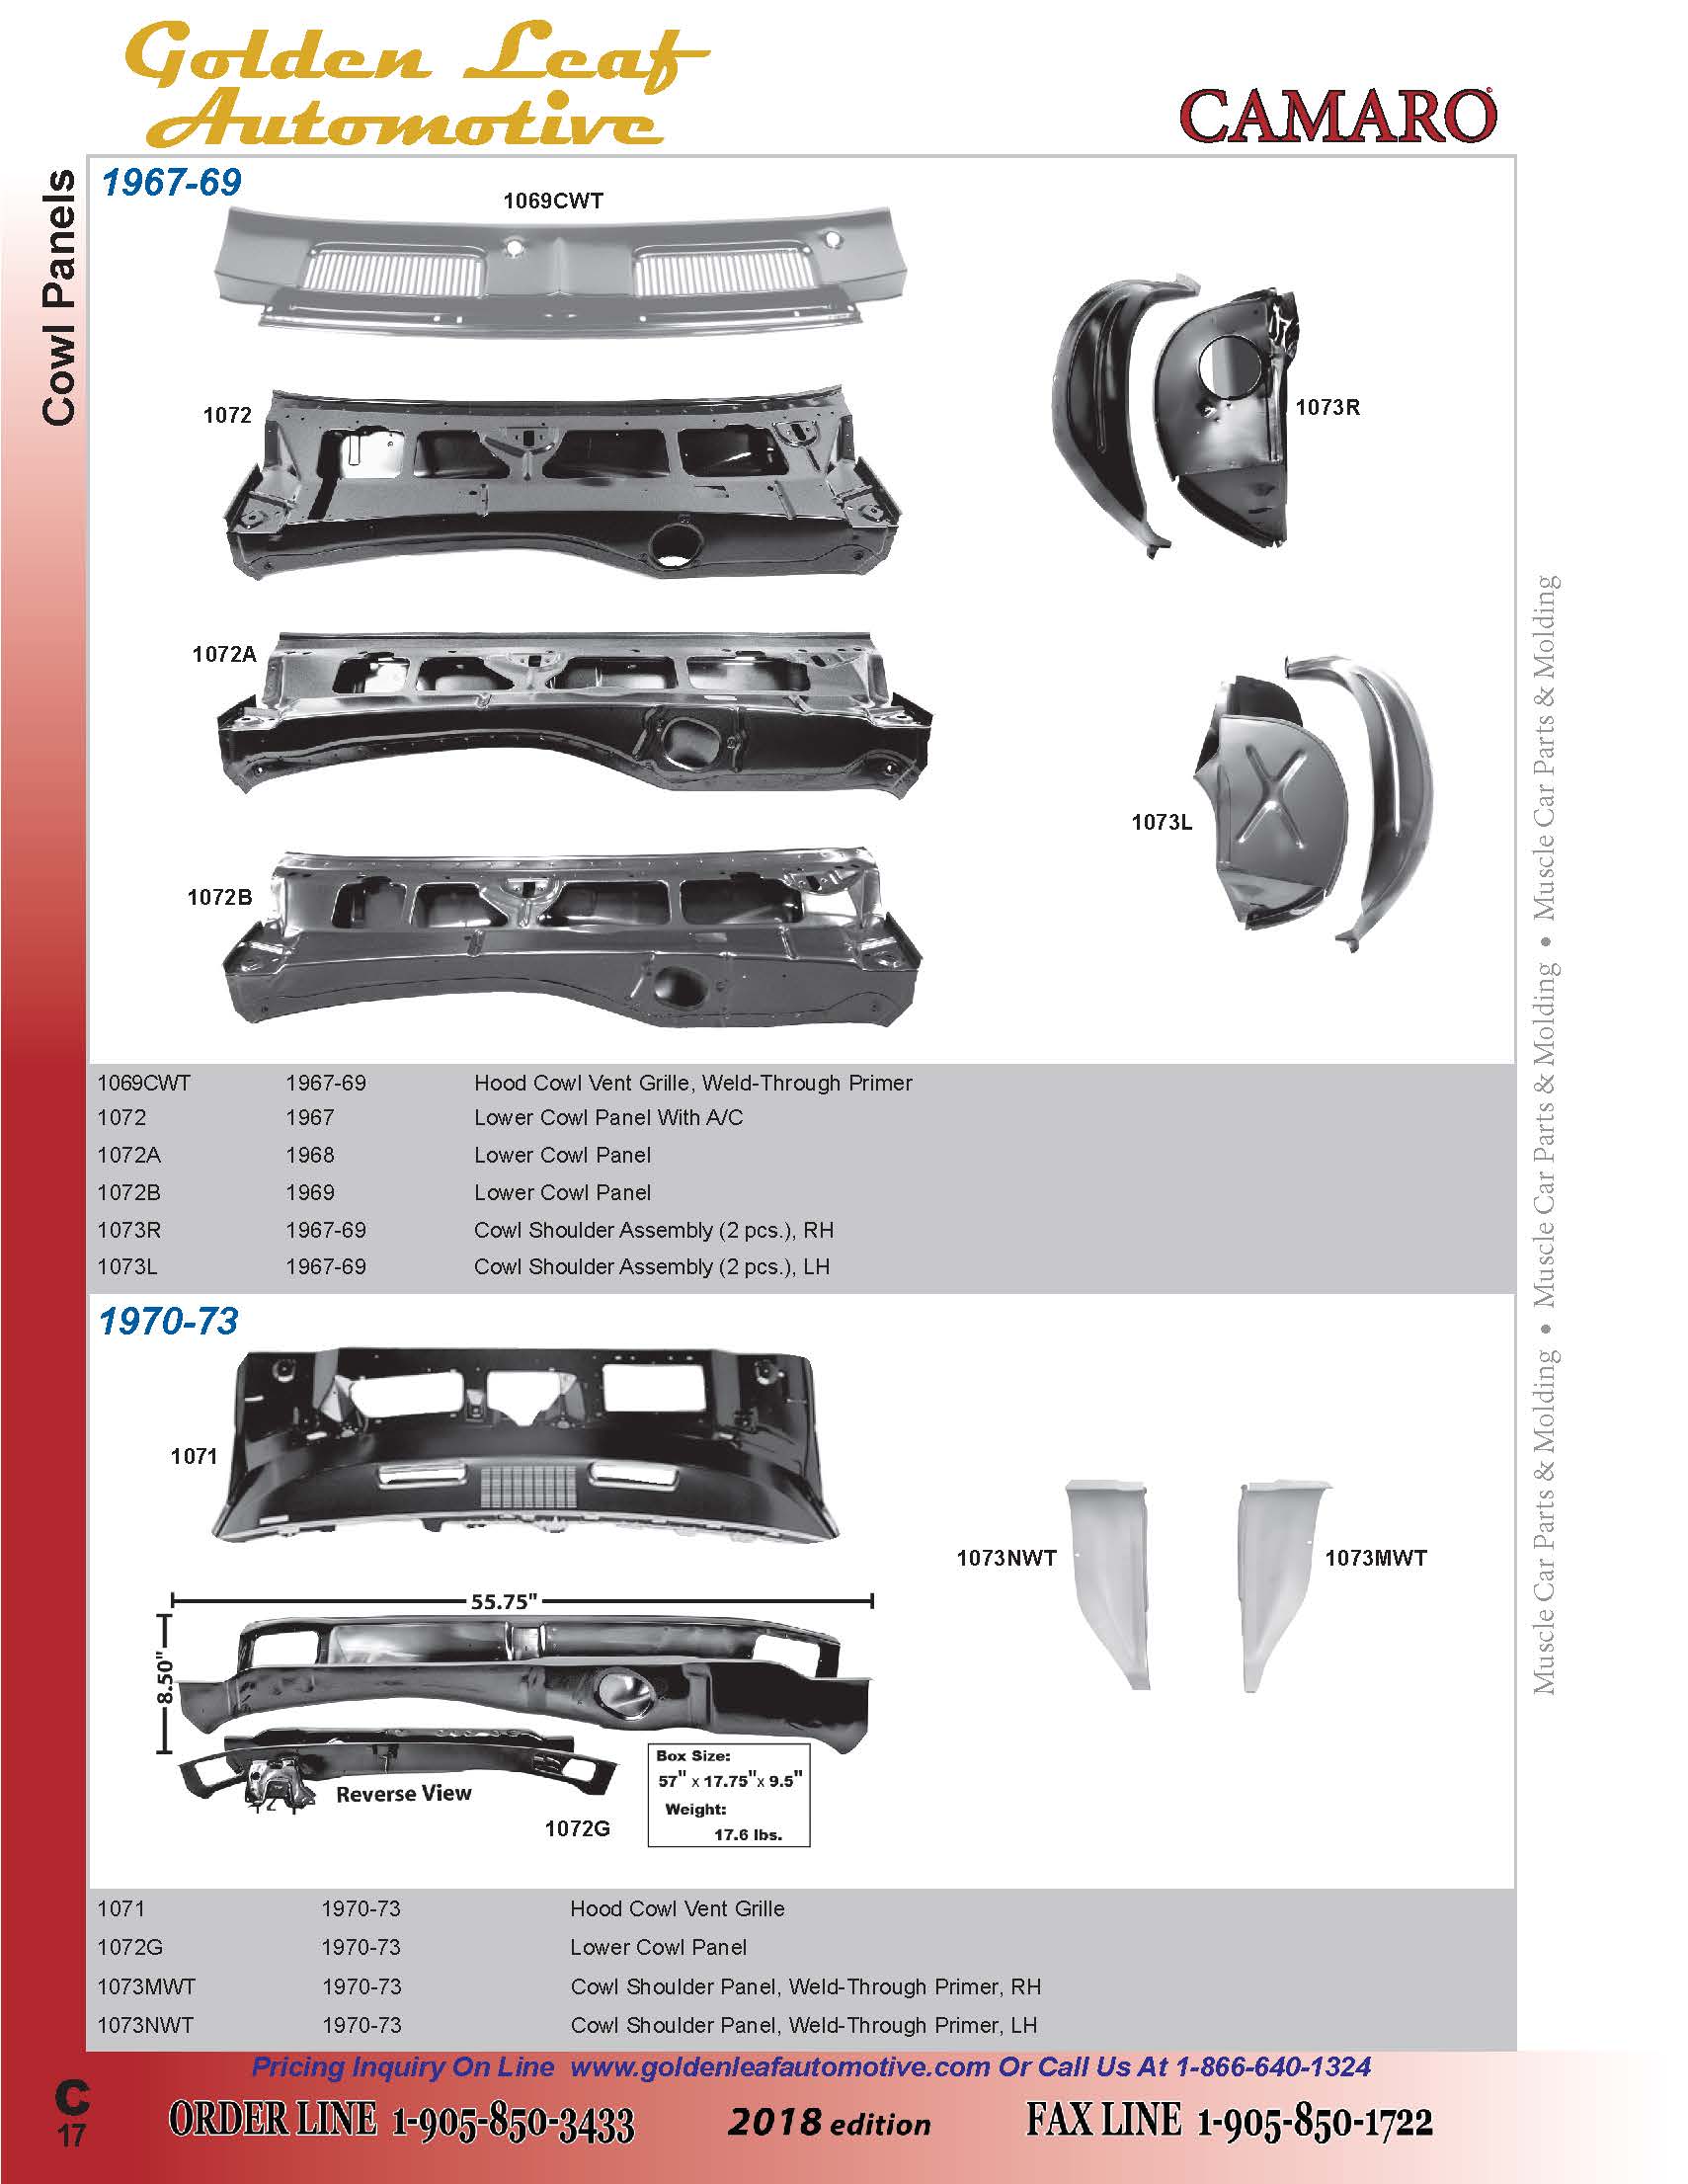 Golden Leaf
Automotive
CAMARO®
Cowl Panels
1967-69
1069CWT
1072
1073R
1072A
1073L
1072B
1069CWT 1967-69 Hood Cowl Vent Grille, Weld-Through Primer
1072 1967 Lower Cowl Panel With A/C
1072A 1968 Lower Cowl Panel
1072B 1969 Lower Cowl Panel
1073R 1967-69 Cowl Shoulder Assembly (2 pcs.), RH
1073L 1967-69 Cowl Shoulder Assembly (2 pcs.), LH
1970-73
1071
1073NWT
1073MWT
55.75"
8.50"
Reverse View
1072G
Box Size:
57" x 17.75" x 9.5"
Weight:
17.6 lbs.
1071 1970-73 Hood Cowl Vent Grille
1072G 1970-73 Lower Cowl Panel
1073MWT 1970-73 Cowl Shoulder Panel, Weld-Through Primer, RH
1073NWT 1970-73 Cowl Shoulder Panel, Weld-Through Primer, LH
Muscle Car Parts & Molding • Muscle Car Parts & Molding • Muscle Car Parts & Molding
Pricing Inquiry On Line www.goldenleafautomotive.com Or Call Us At 1-866-640-1324
C
17
ORDER LINE 1-905-850-3433 2018 edition FAX LINE 1-905-850-1722